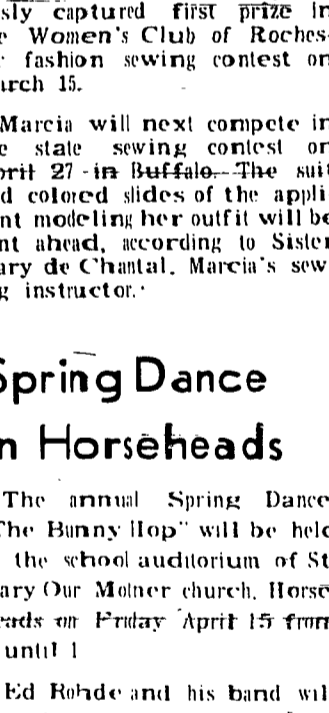 sly captured first prize in
e Women's Club of Roches-
r fashion sewing contest on
arch 15.
Marcia will next compete in
e state sewing contest on
pril 27 in Buffalo. The suit
d colored slides of the appli-
nt modeling her outfit will be
nt ahead, according to Sister
ary de Chantal, Marcia's sew-
g instructor.
Spring Dance
n Horseheads
The annual Spring Dance
The Bunny Hop" will be held
the school auditorium of St
ary Our Mother church, Horse-
eads on Friday April 15 from
until 1
Ed Rohde and his band wil